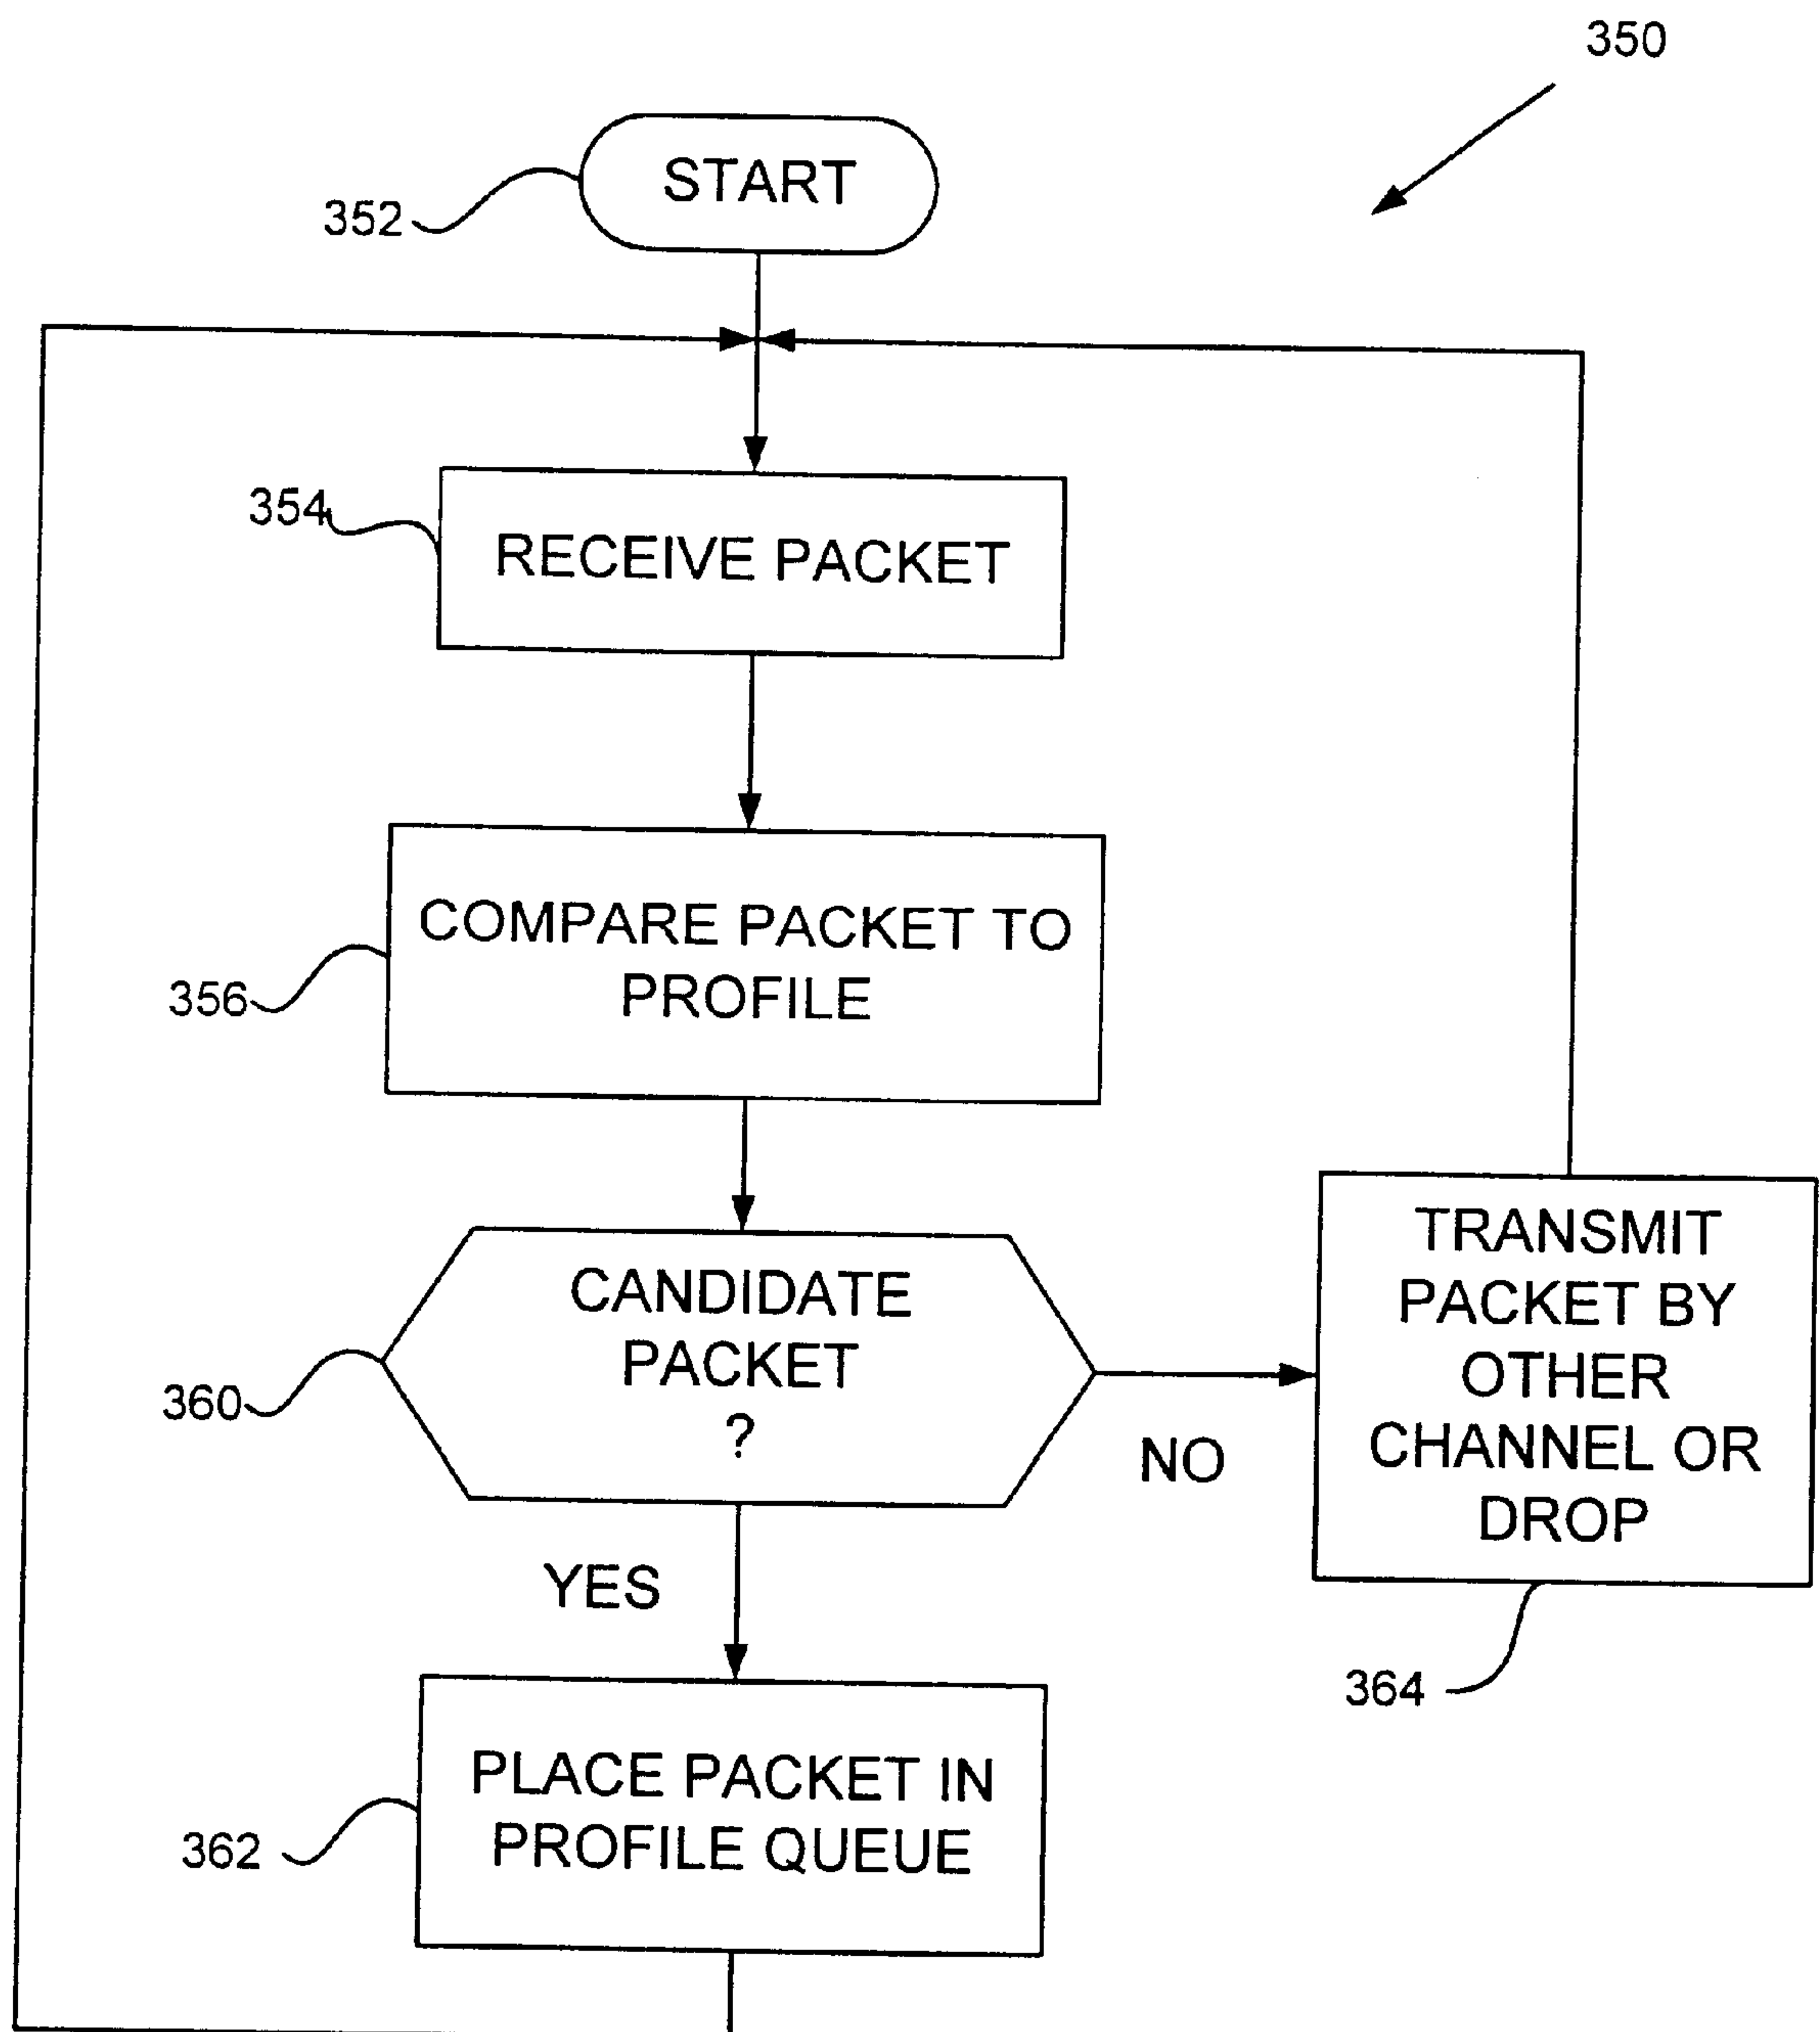 350
START
352
354
RECEIVE PACKET
COMPARE PACKET TO
PROFILE
356
CANDIDATE
PACKET
?
360
NO
TRANSMIT
PACKET BY
OTHER
CHANNEL OR
DROP
364
YES
PLACE PACKET IN
PROFILE QUEUE
362